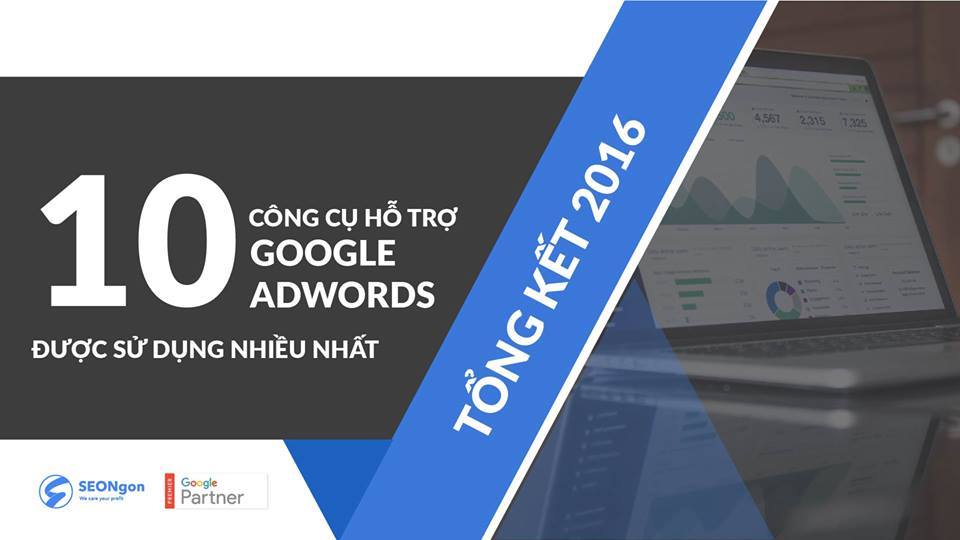 10
CÔNG CỤ HỖ TRỢ
GOOGLE
ADWORDS
ĐƯỢC SỬ DỤNG NHIỀU NHẤT
TỔNG KẾT 2016
4,567
2,315
7,325
SEONgon
We care your profit
PREMIER
Google
Partner